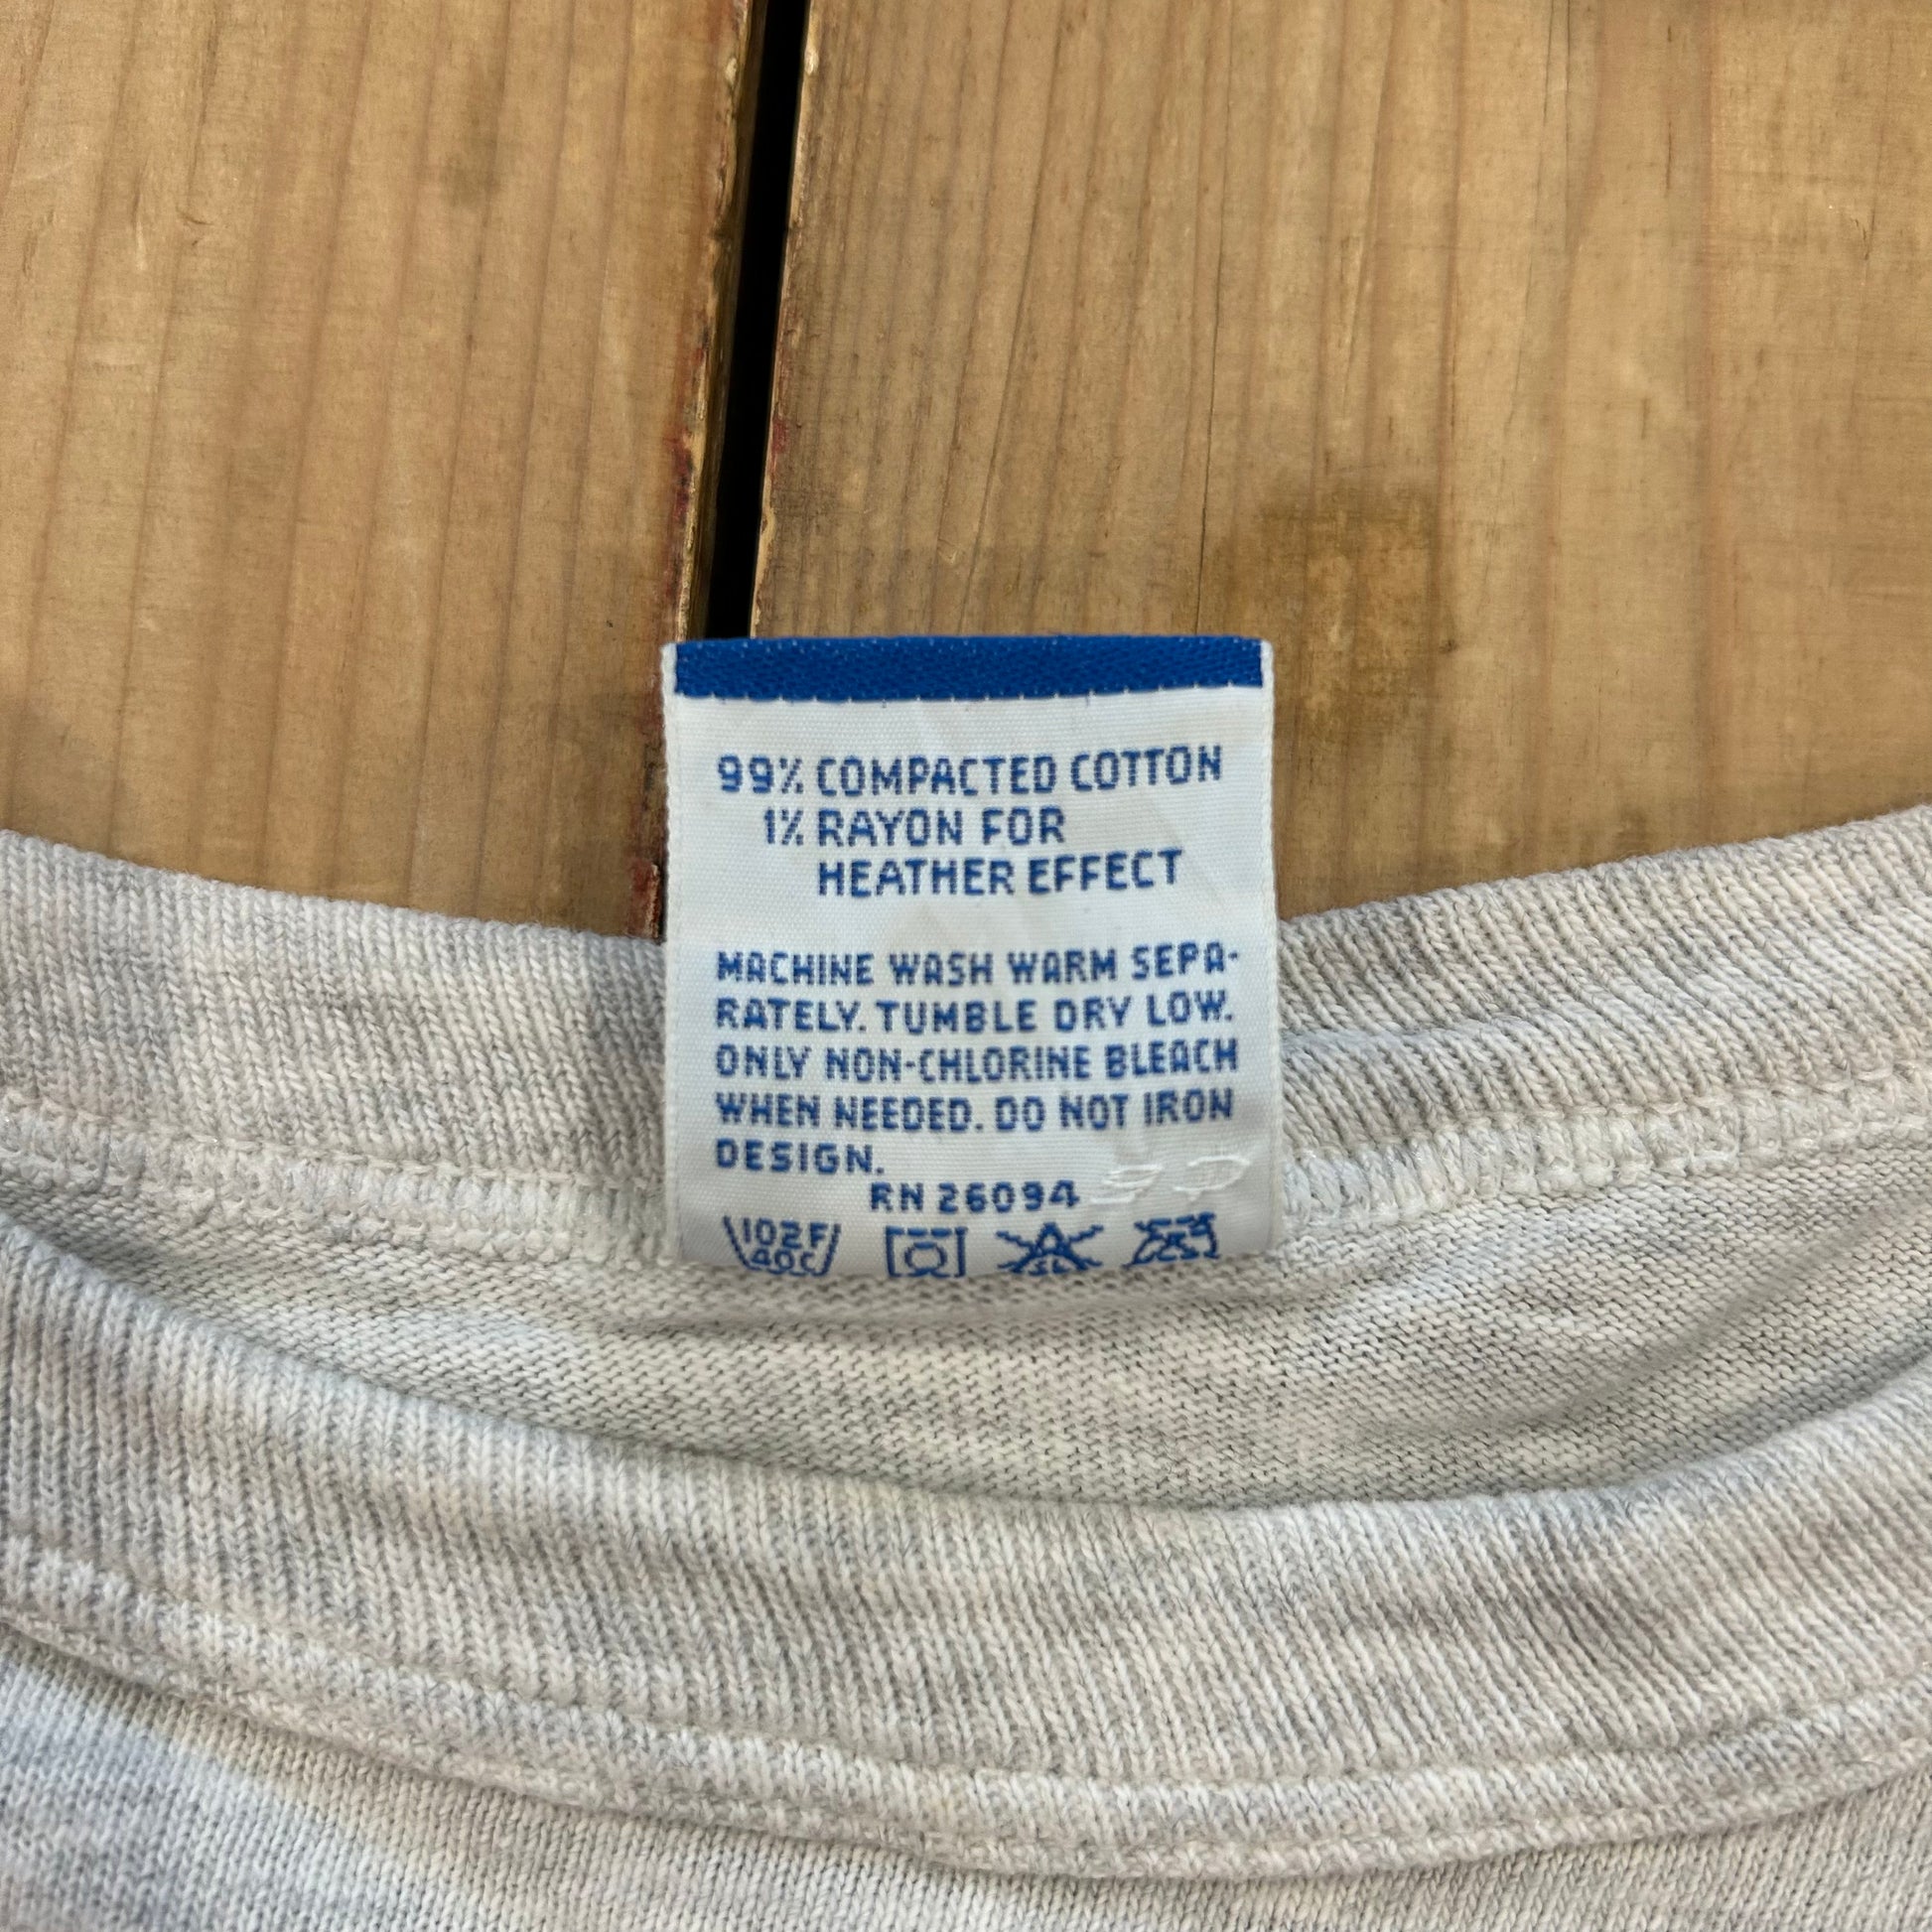 99% COMPACTED COTTON
1% RAYON FOR
HEATHER EFFECT
MACHINE WASH WARM SEPA-
RATELY. TUMBLE DRY LOW.
ONLY NON-CHLORINE BLEACH
WHEN NEEDED. DO NOT IRON
DESIGN.
RN 26094
102F
40C